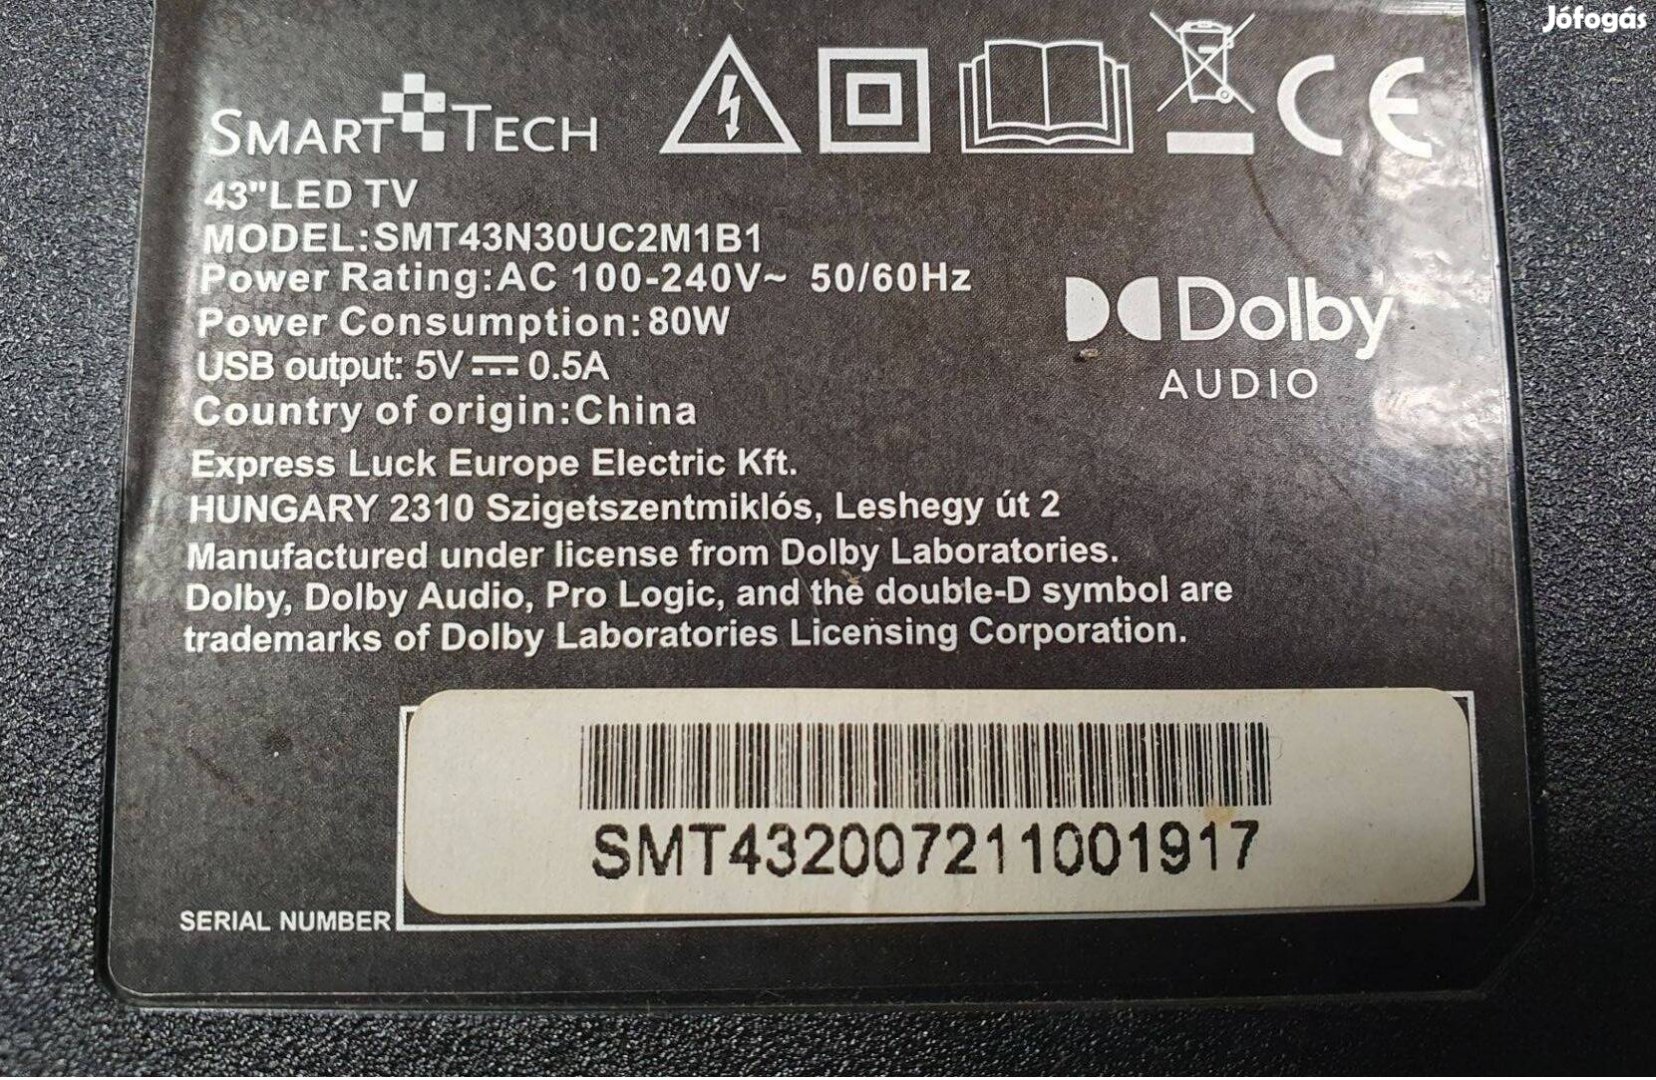 Jófogás
SMART TECH
CE
43"LED TV
MODEL:SMT43N30UC2M1B1
Power Rating:AC 100-240V~ 50/60Hz
Power Consumption:80W
USB output: 5V⎓0.5A
Country of origin:China
Dolby
AUDIO
Express Luck Europe Electric Kft.
HUNGARY 2310 Szigetszentmiklós, Leshegy út 2
Manufactured under license from Dolby Laboratories.
Dolby, Dolby Audio, Pro Logic, and the double-D symbol are
trademarks of Dolby Laboratories Licensing Corporation.
SMT432007211001917
SERIAL NUMBER